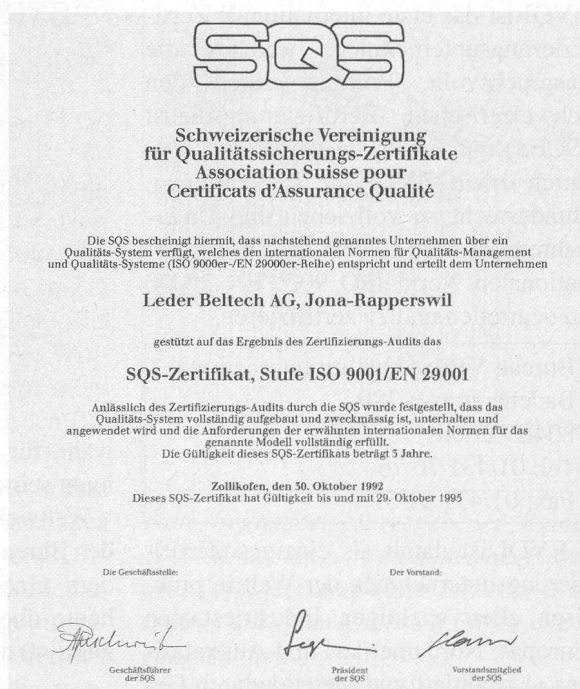 SQS
Schweizerische Vereinigung
für Qualitätssicherungs-Zertifikate
Association Suisse pour
Certificats d'Assurance Qualité
Die SQS bescheinigt hiermit, dass nachstehend genanntes Unternehmen über ein
Qualitäts-System verfügt, welches den internationalen Normen für Qualitäts-Management
und Qualitäts-Systeme (ISO 9000er-/EN 29000er-Reihe) entspricht und erteilt dem Unternehmen
Leder Beltech AG, Jona-Rapperswil
gestützt auf das Ergebnis des Zertifizierungs-Audits das
SQS-Zertifikat, Stufe ISO 9001/EN 29001
Anlässlich des Zertifizierungs-Audits durch die SQS wurde festgestellt, dass das
Qualitäts-System vollständig aufgebaut und zweckmässig ist, unterhalten und
angewendet wird und die Anforderungen der erwähnten internationalen Normen für das
genannte Modell vollständig erfüllt.
Die Gültigkeit dieses SQS-Zertifikats beträgt 5 Jahre.
Zollikofen, den 50. Oktober 1992
Dieses SQS-Zertifikat hat Gültigkeit bis und mit 29. Oktober 1995
Die Geschäftstelle:
Der Vorstand:
Geschäftsführer
der SQS
Präsident
der SQS
Vorstandsmitglied
der SQS